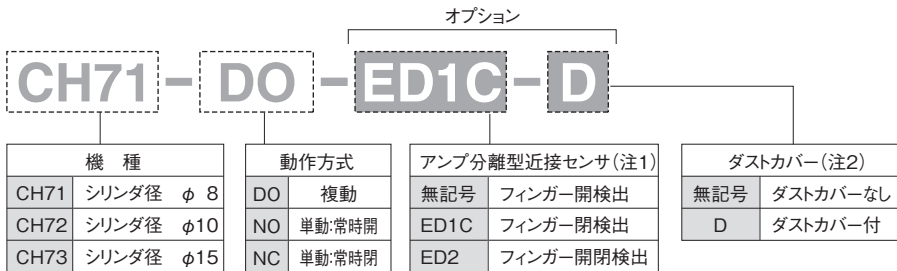 オプション
CH71-DO-ED1C-D
機 種
CH71 シリンダ径 φ 8
CH72 シリンダ径 φ10
CH73 シリンダ径 φ15
動作方式
DO 複動
NO 単動:常時開
NC 単動:常時閉
アンプ分離型近接センサ(注1)
無記号 フィンガー開検出
ED1C フィンガー閉検出
ED2 フィンガー開閉検出
ダストカバー(注2)
無記号 ダストカバーなし
D ダストカバー付